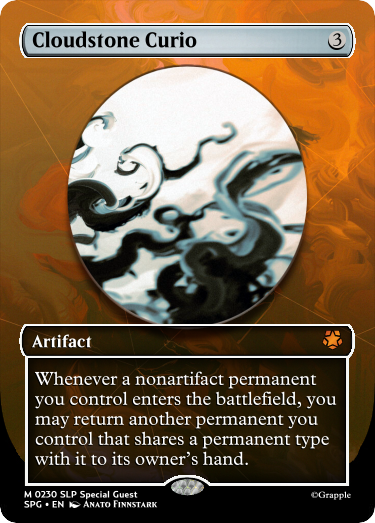 Cloudstone Curio 3
Artifact
Whenever a nonartifact permanent
you control enters the battlefield, you
may return another permanent you
control that shares a permanent type
with it to its owner's hand.
M 0230 SLP Special Guest
SPG • EN Anato Finnstark
©Grapple